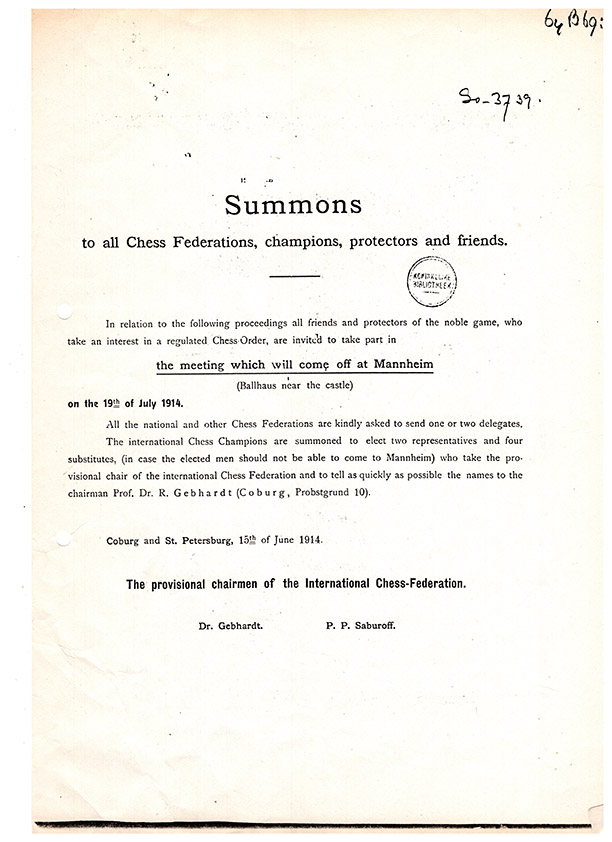 So-3739.
Summons
to all Chess Federations, champions, protectors and friends.
KONINKLIJKE
BIBLIOTHEEK
In relation to the following proceedings all friends and protectors of the noble game, who
take an interest in a regulated Chess-Order, are invited to take part in
the meeting which will come off at Mannheim
(Ballhaus near the castle)
on the 19th of July 1914.
All the national and other Chess Federations are kindly asked to send one or two delegates.
The international Chess Champions are summoned to elect two representatives and four
substitutes, (in case the elected men should not be able to come to Mannheim) who take the pro-
visional chair of the international Chess Federation and to tell as quickly as possible the names to the
chairman Prof. Dr. R. Gebhardt (Coburg, Probstgrund 10).
Coburg and St. Petersburg, 15th of June 1914.
The provisional chairmen of the International Chess-Federation.
Dr. Gebhardt. P. P. Saburoff.